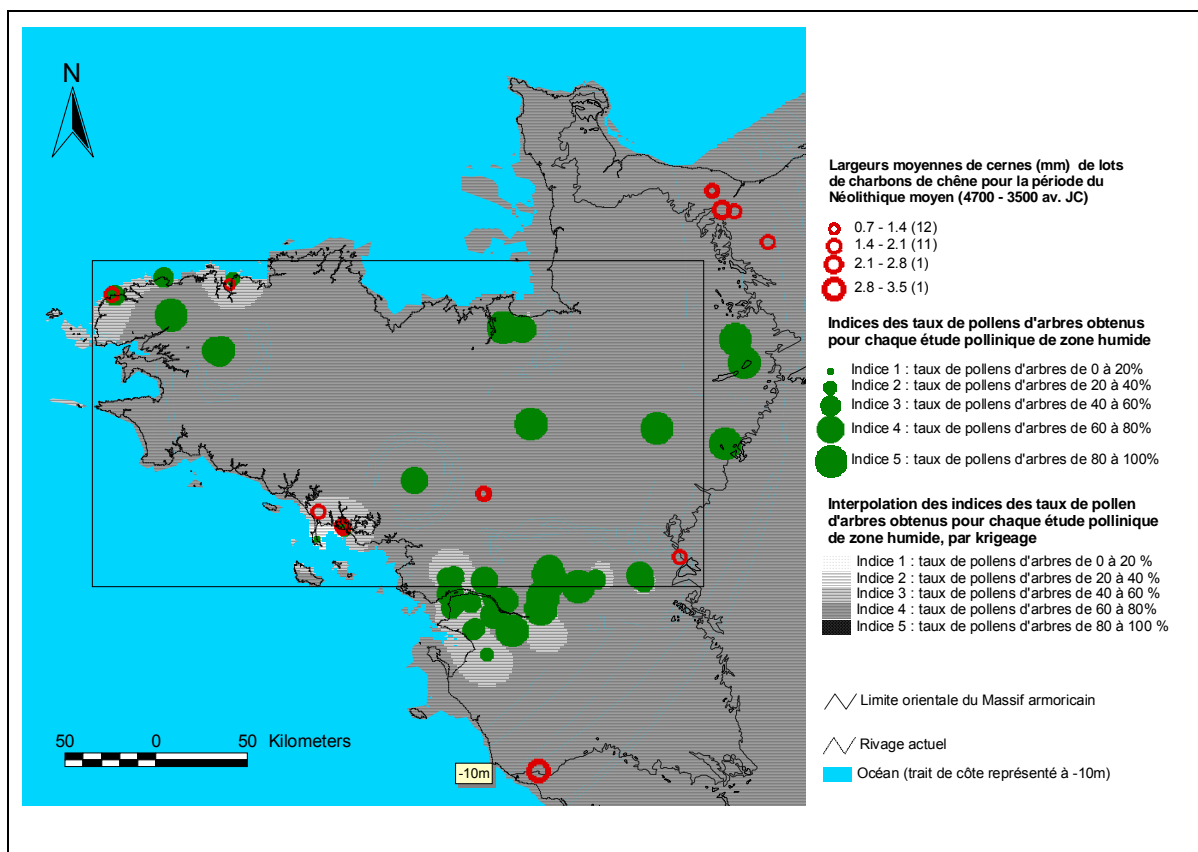 N
Largeurs moyennes de cernes (mm) de lots
de charbons de chêne pour la période du
Néolithique moyen (4700 - 3500 av. JC)
0.7 - 1.4 (12)
1.4 - 2.1 (11)
2.1 - 2.8 (1)
2.8 - 3.5 (1)
Indices des taux de pollens d'arbres obtenus
pour chaque étude pollinique de zone humide
Indice 1 : taux de pollens d'arbres de 0 à 20%
Indice 2 : taux de pollens d'arbres de 20 à 40%
Indice 3 : taux de pollens d'arbres de 40 à 60%
Indice 4 : taux de pollens d'arbres de 60 à 80%
Indice 5 : taux de pollens d'arbres de 80 à 100%
Interpolation des indices des taux de pollen
d'arbres obtenus pour chaque étude pollinique
de zone humide, par krigeage
Indice 1 : taux de pollens d'arbres de 0 à 20 %
Indice 2 : taux de pollens d'arbres de 20 à 40 %
Indice 3 : taux de pollens d'arbres de 40 à 60 %
Indice 4 : taux de pollens d'arbres de 60 à 80%
Indice 5 : taux de pollens d'arbres de 80 à 100 %
Limite orientale du Massif armoricain
Rivage actuel
Océan (trait de côte représenté à -10m)
50 0 50 Kilometers
-10m